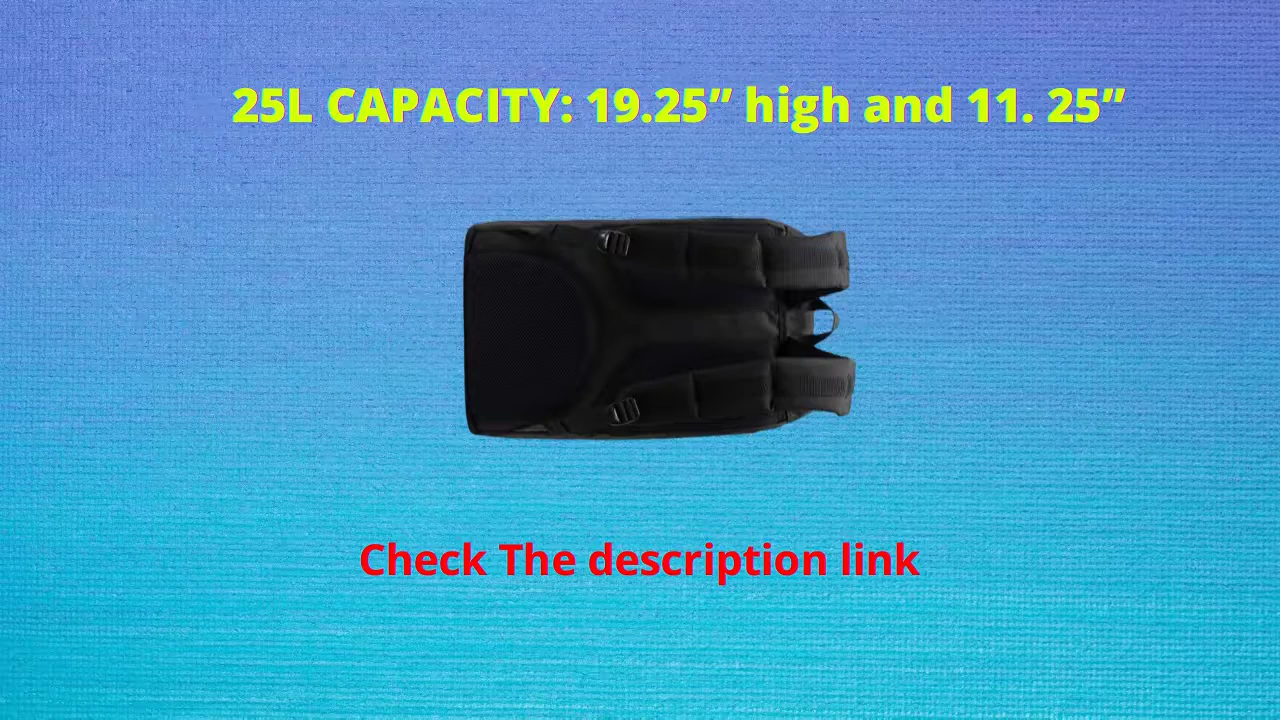 25L CAPACITY: 19.25” high and 11. 25”
Check The description link